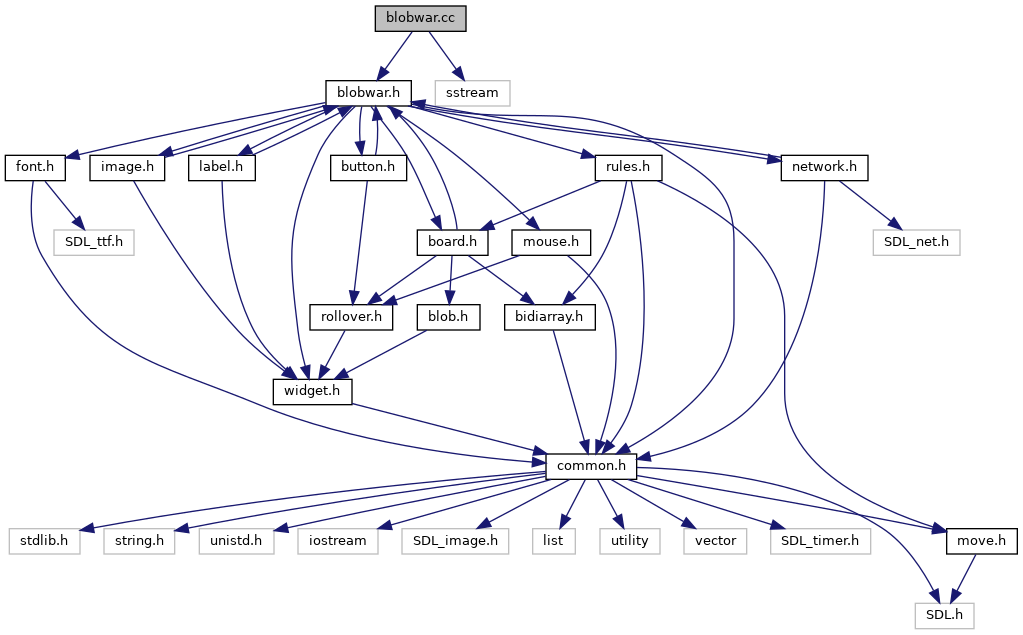 blobwar.cc
blobwar.h
sstream
font.h
image.h
label.h
button.h
rules.h
network.h
SDL_ttf.h
board.h
mouse.h
SDL_net.h
rollover.h
blob.h
bidiarray.h
widget.h
common.h
stdlib.h
string.h
unistd.h
iostream
SDL_image.h
list
utility
vector
SDL_timer.h
move.h
SDL.h